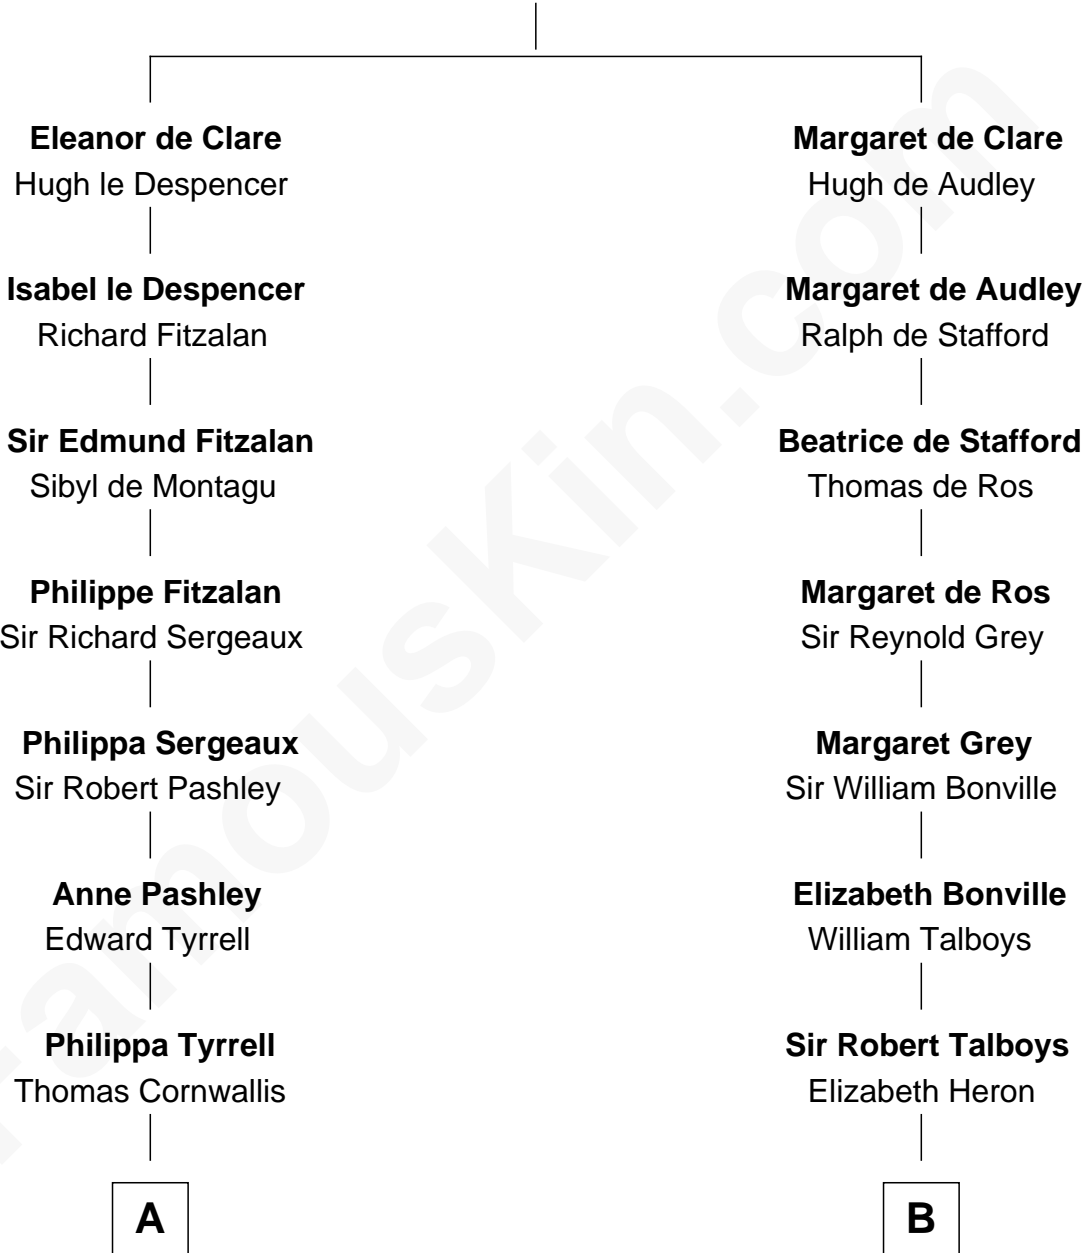 Eleanor de Clare
Hugh le Despencer
Isabel le Despencer
Richard Fitzalan
Sir Edmund Fitzalan
Sibyl de Montagu
Philippe Fitzalan
Sir Richard Sergeaux
Philippa Sergeaux
Sir Robert Pashley
Anne Pashley
Edward Tyrrell
Philippa Tyrrell
Thomas Cornwallis
A
Margaret de Clare
Hugh de Audley
Margaret de Audley
Ralph de Stafford
Beatrice de Stafford
Thomas de Ros
Margaret de Ros
Sir Reynold Grey
Margaret Grey
Sir William Bonville
Elizabeth Bonville
William Talboys
Sir Robert Talboys
Elizabeth Heron
B
FamousKin.com